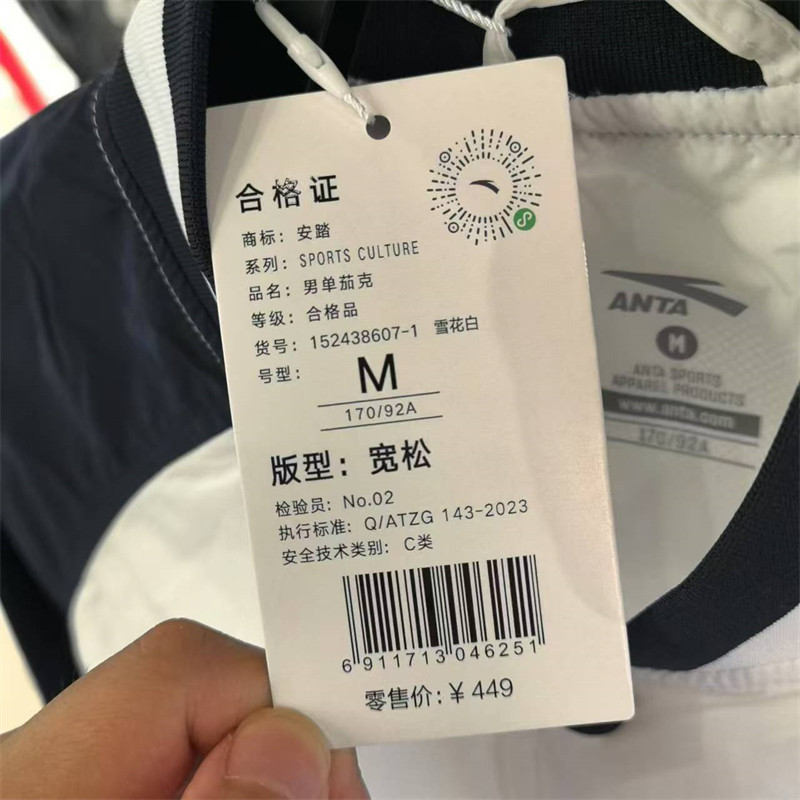 合格证
商标：安踏
系列：SPORTS CULTURE
品名：男单茄克
等级：合格品
货号：152438607-1 雪花白
号型：M
170/92A
版型：宽松
检验员：No.02
执行标准：Q/ATZG 143-2023
安全技术类别：C类
6 911713 046251
零售价：¥ 449
ANTA
M
ANTA SPORTS
APPAREL PRODUCTS
www.anta.com
170/92A